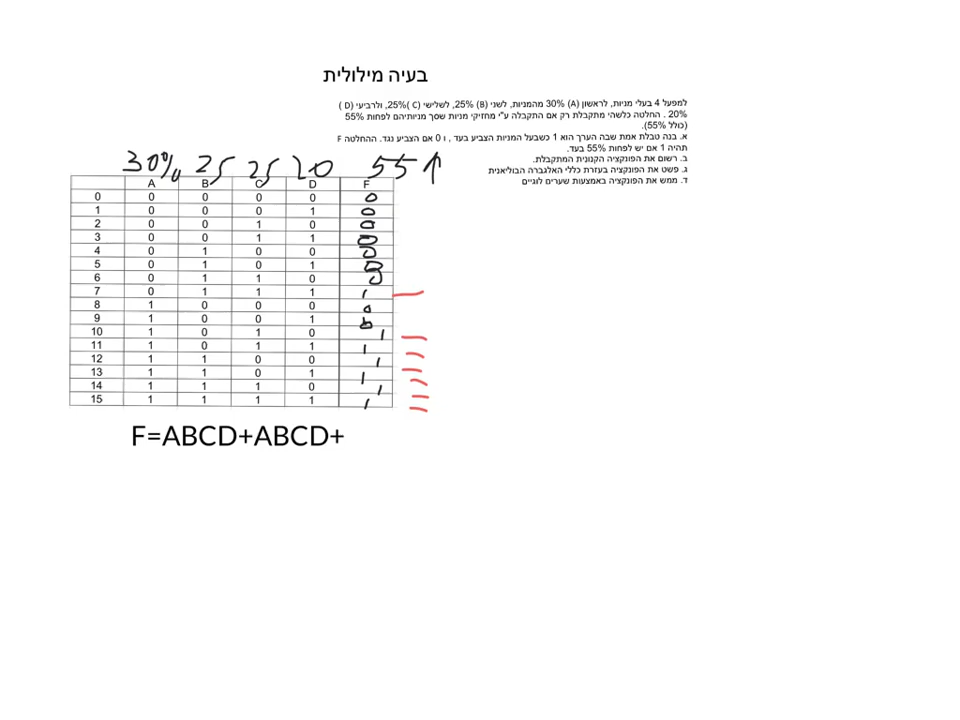 בעיה מילולית
למפעל 4 בעלי מניות, לראשון (A) 30% מהמניות, לשני (B) 25%, לשלישי (C )25%, ולרביעי (D )
20% . החלטה כלשהי מתקבלת רק אם התקבלה ע"י מחזיקי מניות שסך מניותיהם לפחות 55%
(כולל 55%).
א. בנה טבלת אמת שבה הערך הוא 1 כשבעל המניות הצביע בעד , ו 0 אם הצביע נגד. ההחלטה F
תהיה 1 אם יש לפחות 55% בעד.
ב. רשום את הפונקציה הקנונית המתקבלת.
ג. פשט את הפונקציה בעזרת כללי האלגברה הבוליאנית
ד. ממש את הפונקציה באמצעות שערים לוגיים
30% 25 25 20 55↑
A B C D F
0 0 0 0 0 0
1 0 0 0 1 0
2 0 0 1 0 0
3 0 0 1 1 0
4 0 1 0 0 0
5 0 1 0 1 0
6 0 1 1 0 0
7 0 1 1 1 1
8 1 0 0 0 0
9 1 0 0 1 0
10 1 0 1 0 1
11 1 0 1 1 1
12 1 1 0 0 1
13 1 1 0 1 1
14 1 1 1 0 1
15 1 1 1 1 1
F=ABCD+ABCD+